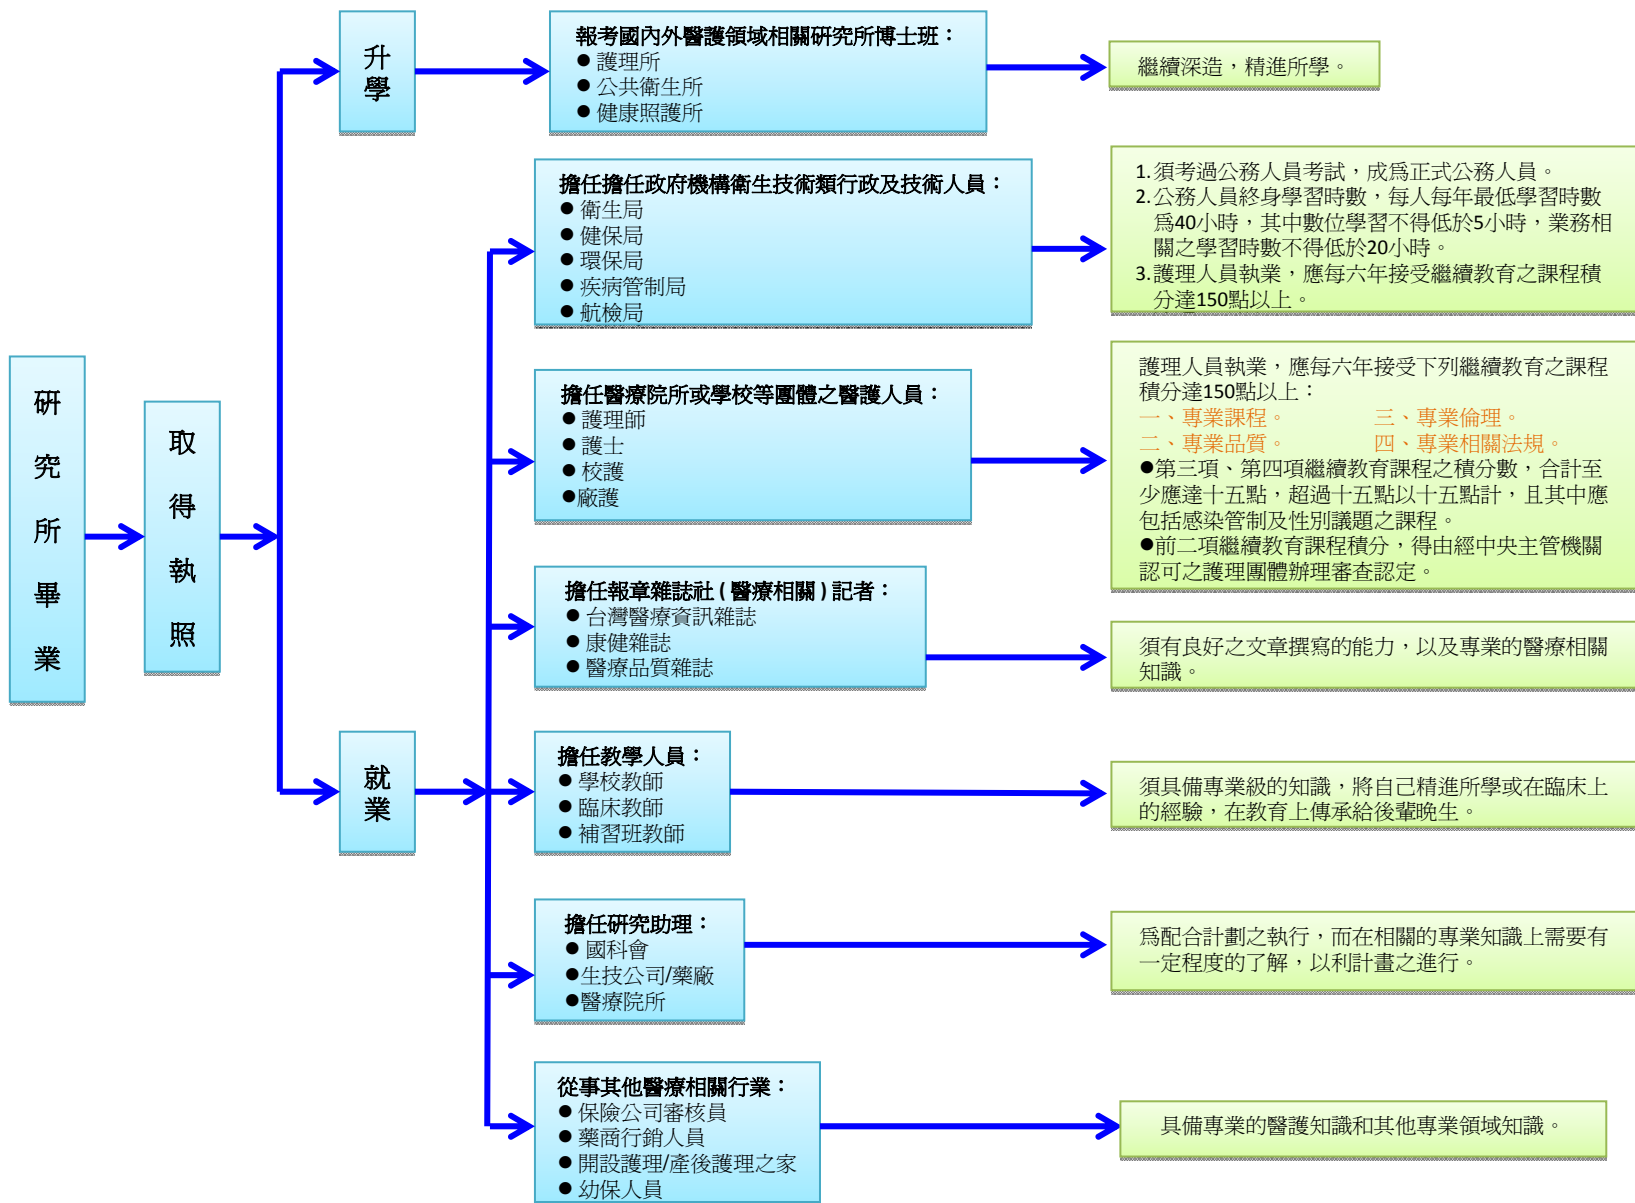 研究所畢業
取得執照
升學
報考國內外醫護領域相關研究所博士班：
● 護理所
● 公共衛生所
● 健康照護所
繼續深造，精進所學。
就業
擔任擔任政府機構衛生技術類行政及技術人員：
● 衛生局
● 健保局
● 環保局
● 疾病管制局
● 航檢局
1.須考過公務人員考試，成為正式公務人員。
2.公務人員終身學習時數，每人每年最低學習時數
為40小時，其中數位學習不得低於5小時，業務相
關之學習時數不得低於20小時。
3.護理人員執業，應每六年接受繼續教育之課程積
分達150點以上。
擔任醫療院所或學校等團體之醫護人員：
● 護理師
● 護士
● 校護
●廠護
護理人員執業，應每六年接受下列繼續教育之課程
積分達150點以上：
一、專業課程。 三、專業倫理。
二、專業品質。 四、專業相關法規。
●第三項、第四項繼續教育課程之積分數，合計至
少應達十五點，超過十五點以十五點計，且其中應
包括感染管制及性別議題之課程。
●前二項繼續教育課程積分，得由經中央主管機關
認可之護理團體辦理審查認定。
擔任報章雜誌社 ( 醫療相關 ) 記者：
● 台灣醫療資訊雜誌
● 康健雜誌
● 醫療品質雜誌
須有良好之文章撰寫的能力，以及專業的醫療相關
知識。
擔任教學人員：
● 學校教師
● 臨床教師
● 補習班教師
須具備專業級的知識，將自己精進所學或在臨床上
的經驗，在教育上傳承給後輩晚生。
擔任研究助理：
● 國科會
●生技公司/藥廠
●醫療院所
為配合計劃之執行，而在相關的專業知識上需要有
一定程度的了解，以利計畫之進行。
從事其他醫療相關行業：
● 保險公司審核員
● 藥商行銷人員
● 開設護理/產後護理之家
● 幼保人員
具備專業的醫護知識和其他專業領域知識。